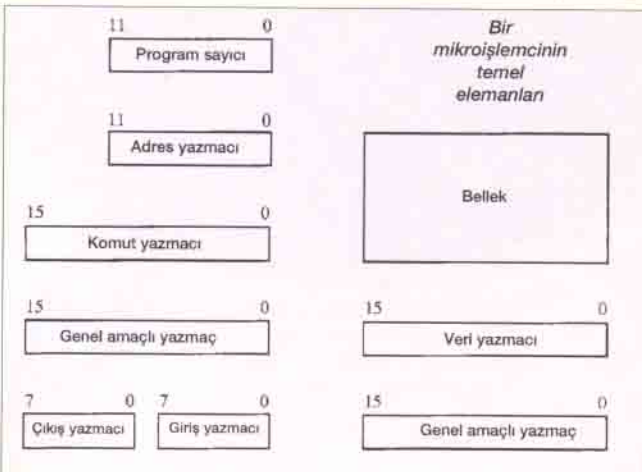 11 0
Program sayıcı
11 0
Adres yazmacı
15 0
Komut yazmacı
15 0
Genel amaçlı yazmaç
7 0 7 0
Çıkış yazmacı Giriş yazmacı
Bir
mikroişlemcinin
temel
elemanları
Bellek
15 0
Veri yazmacı
15 0
Genel amaçlı yazmaç